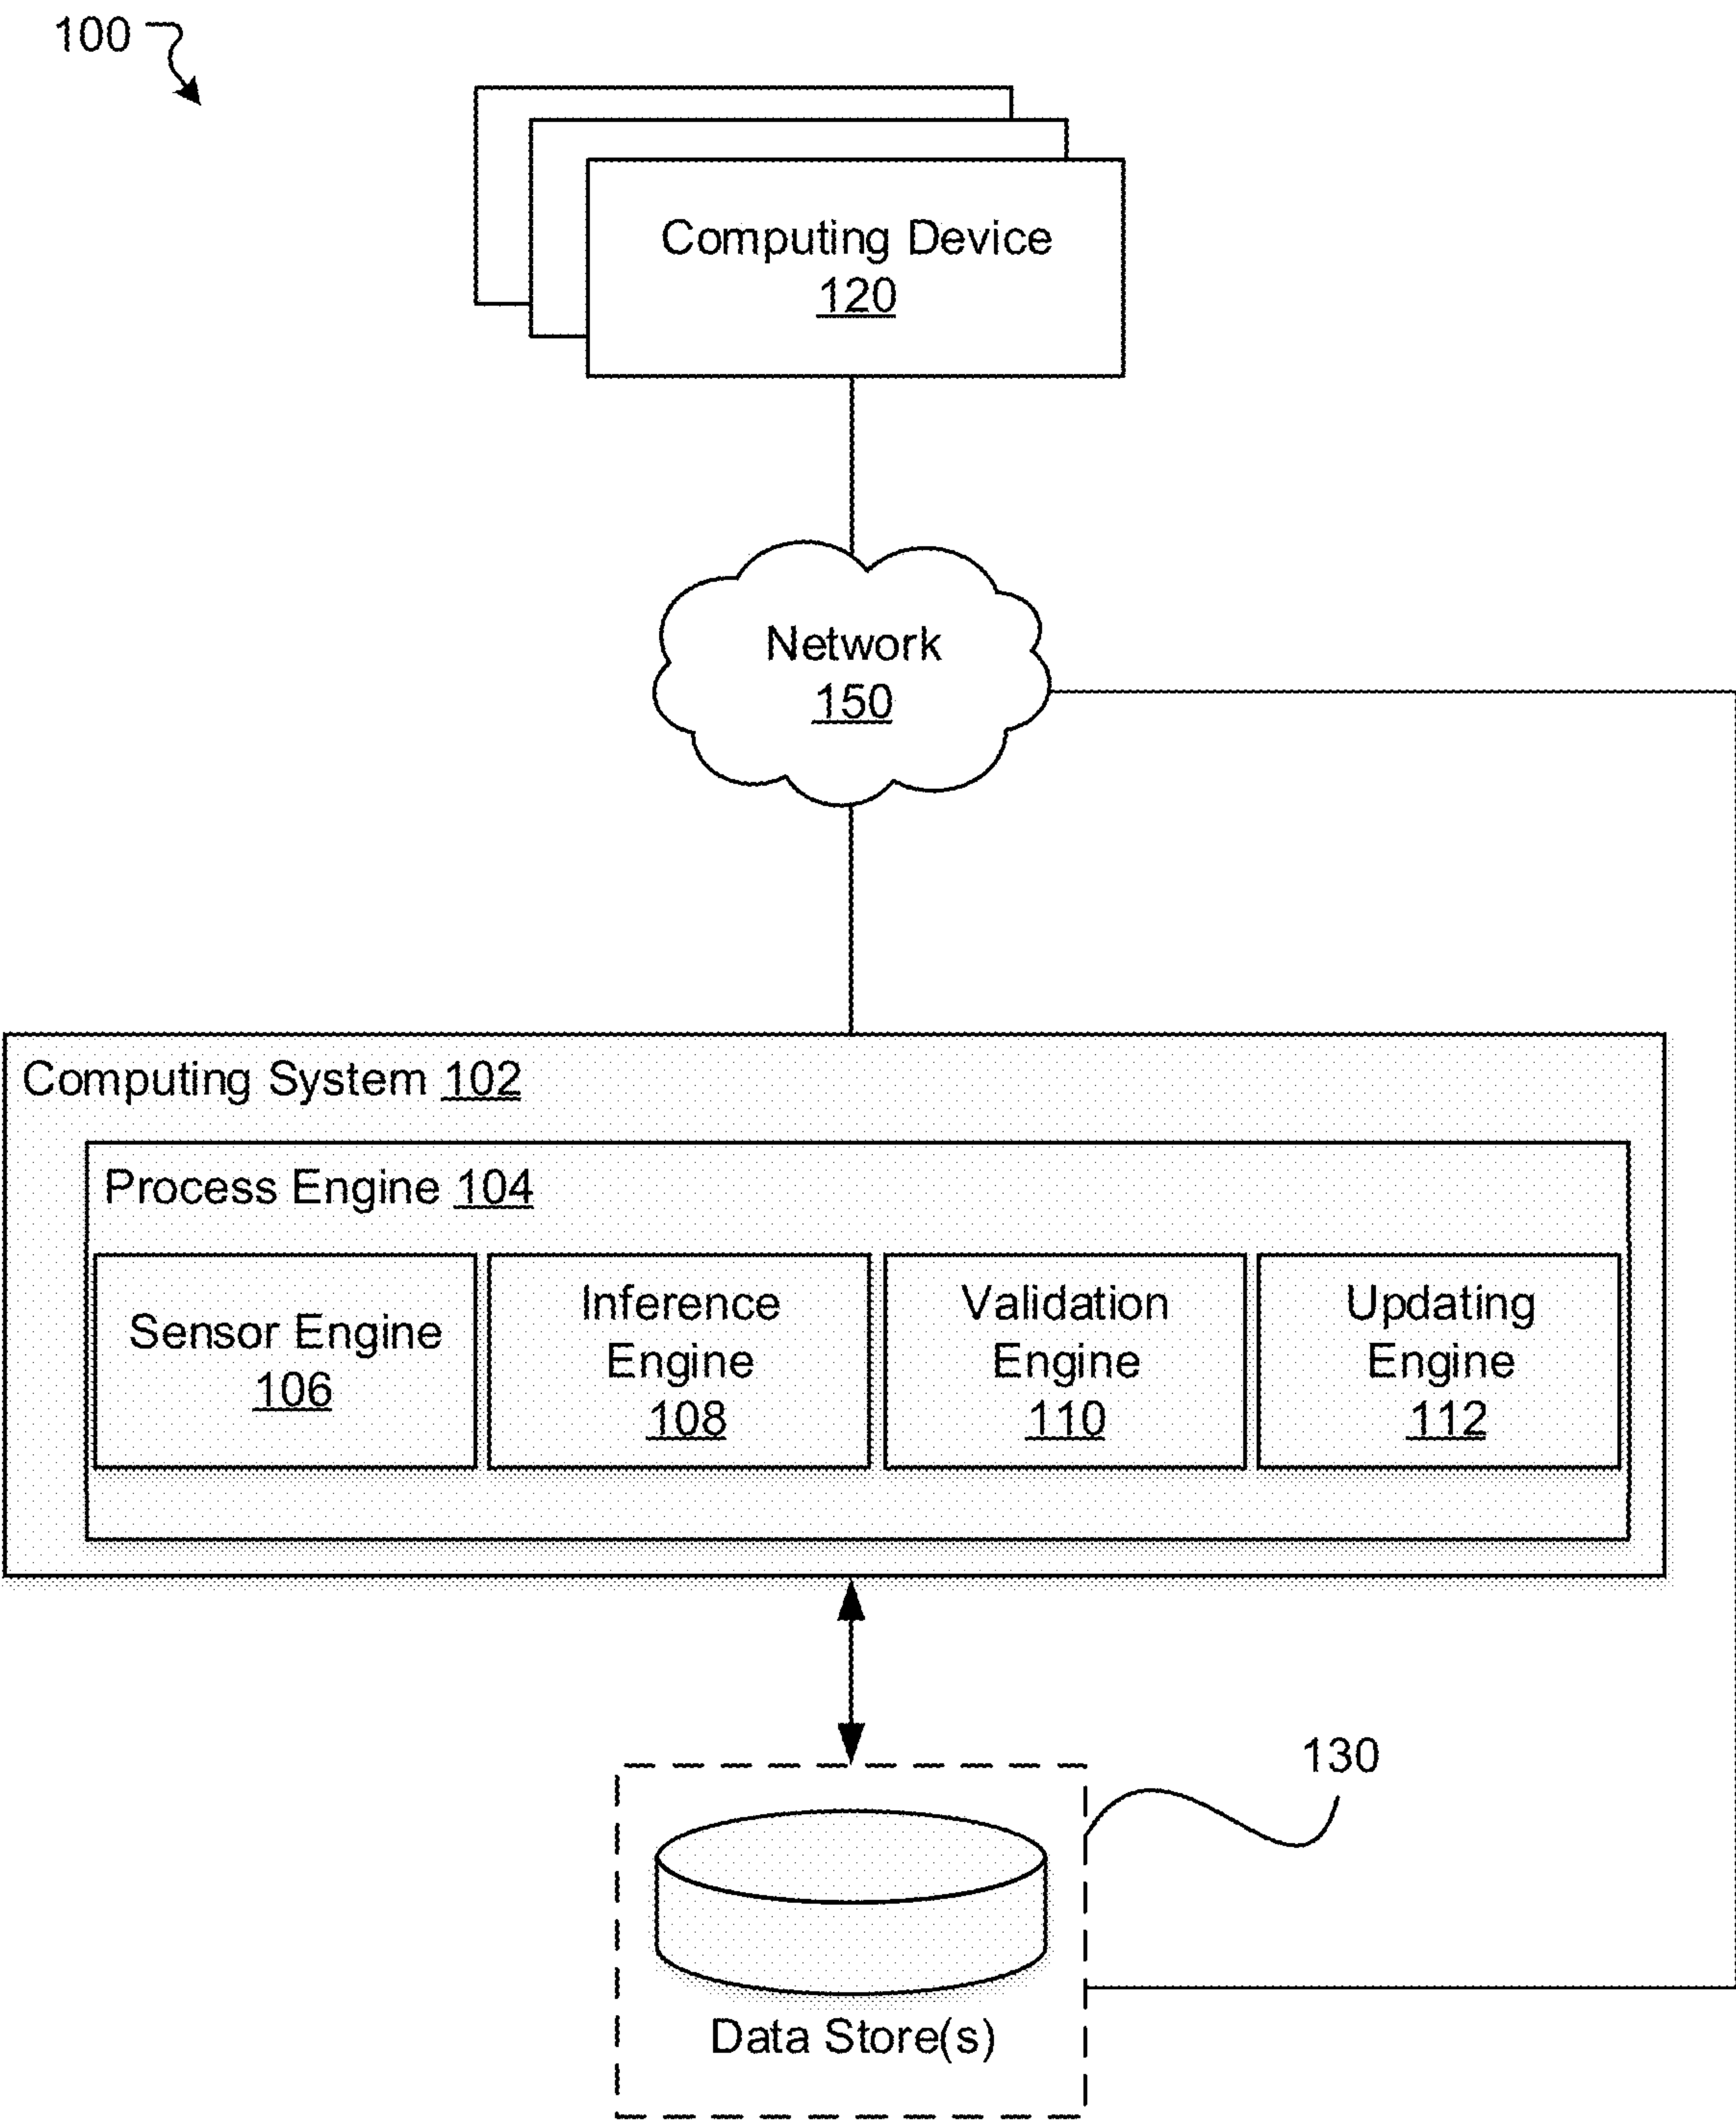 100
Computing Device
120
Network
150
Computing System 102
Process Engine 104
Sensor Engine
106
Inference
Engine
108
Validation
Engine
110
Updating
Engine
112
130
Data Store(s)